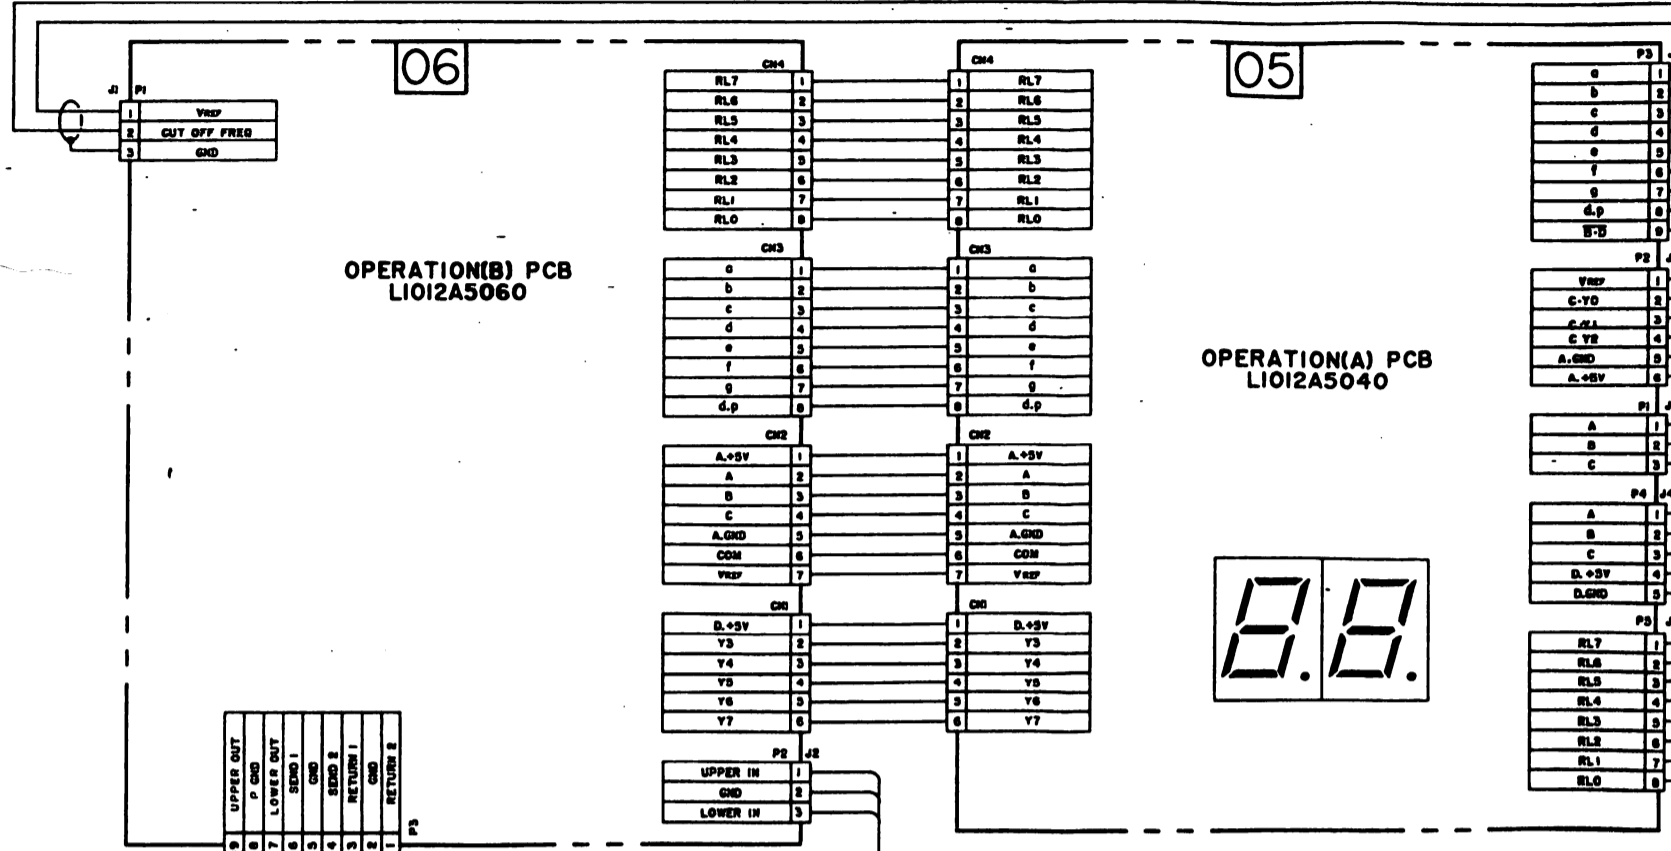 06
J1 P1
1 VREF
2 CUT OFF FREQ
3 GND
OPERATION(B) PCB
L1012A5060
CN4
RL7 1
RL6 2
RL5 3
RL4 4
RL3 5
RL2 6
RL1 7
RL0 8
CN3
a 1
b 2
c 3
d 4
e 5
f 6
g 7
d.p 8
CN2
A.+5V 1
A 2
B 3
C 4
A.GND 5
COM 6
VREF 7
CN1
D.+5V 1
Y3 2
Y4 3
Y5 4
Y6 5
Y7 6
P2 J2
UPPER IN 1
GND 2
LOWER IN 3
UPPER OUT 9
P GND 8
LOWER OUT 7
SEND 1 6
GND 5
SEND 2 4
RETURN 1 3
GND 2
RETURN 2 1
P3
05
CN4
1 RL7
2 RL6
3 RL5
4 RL4
5 RL3
6 RL2
7 RL1
8 RL0
CN3
1 a
2 b
3 c
4 d
5 e
6 f
7 g
8 d.p
CN2
1 A.+5V
2 A
3 B
4 C
5 A.GND
6 COM
7 VREF
CN1
1 D.+5V
2 Y3
3 Y4
4 Y5
5 Y6
6 Y7
OPERATION(A) PCB
L1012A5040
8.8.
P3
a 1
b 2
c 3
d 4
e 5
f 6
g 7
d.p 8
9
P2
VREF 1
C-Y0 2
3
C Y2 4
A.GND 5
A.+5V 6
P1
A 1
B 2
C 3
P4 J4
A 1
B 2
C 3
D.+5V 4
D.GND 5
P5
RL7 1
RL6 2
RL5 3
RL4 4
RL3 5
RL2 6
RL1 7
RL0 8